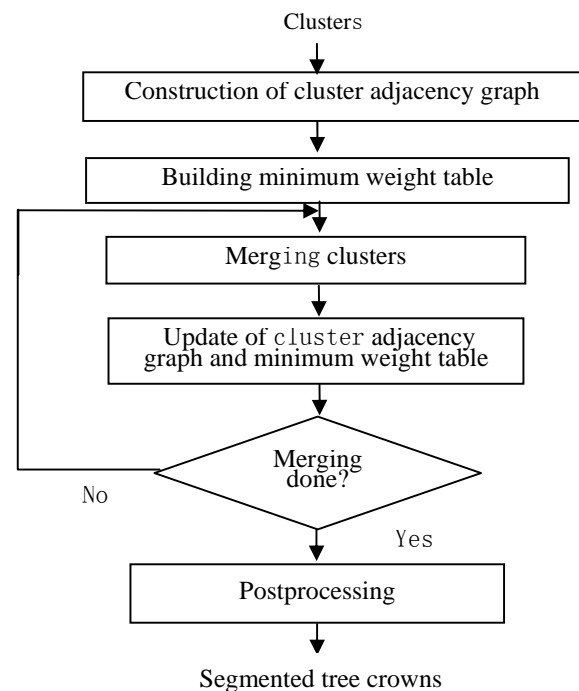 Clusters
Construction of cluster adjacency graph
Building minimum weight table
Merging clusters
Update of cluster adjacency
graph and minimum weight table
Merging
done?
No
Yes
Postprocessing
Segmented tree crowns